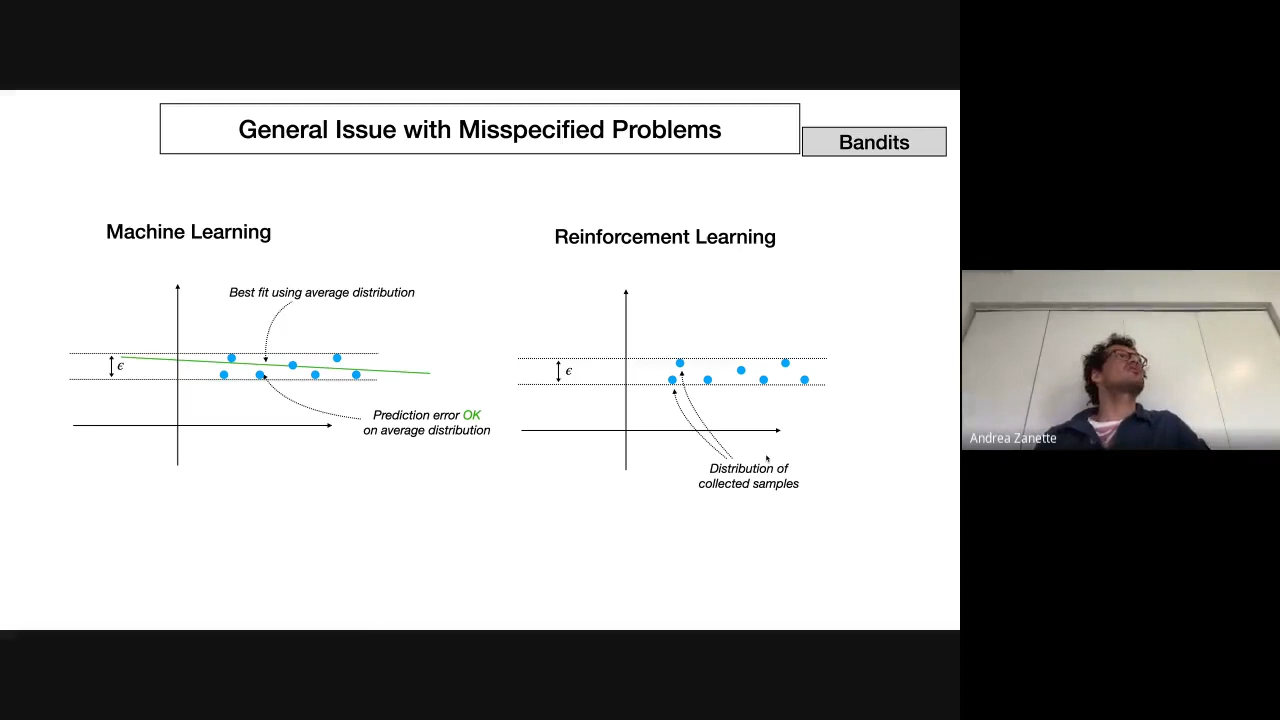 General Issue with Misspecified Problems
Bandits
Machine Learning
Best fit using average distribution
ϵ
Prediction error OK
on average distribution
Reinforcement Learning
ϵ
Distribution of
collected samples
Andrea Zanette